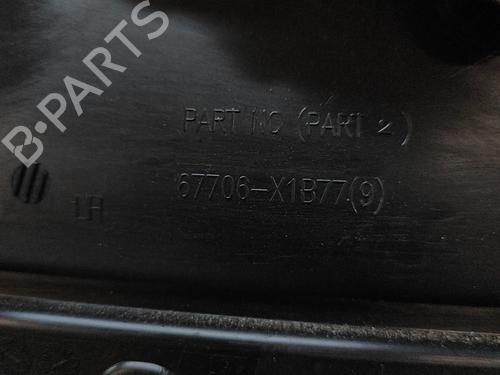 B-PARTS
PART NO (PART 2)
67706-X1B77(9)
LH